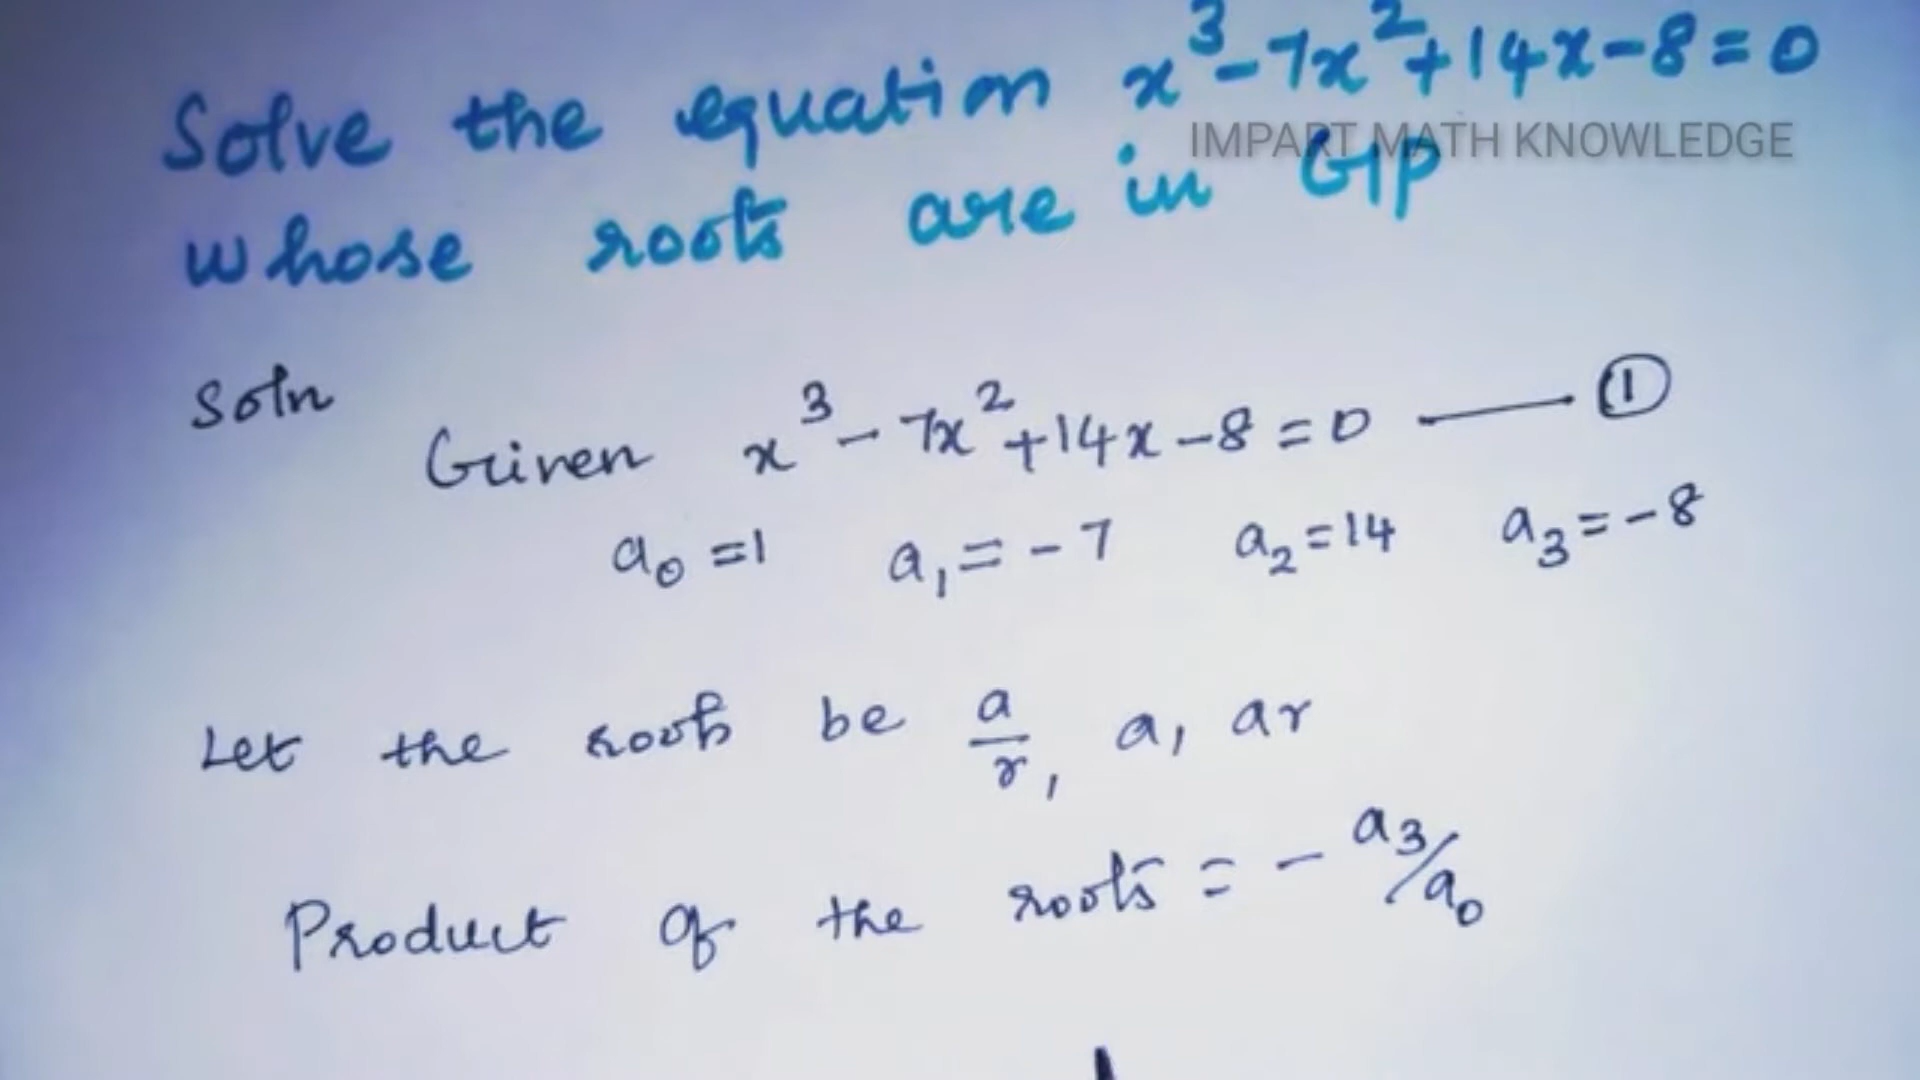 Solve the equation x³-7x²+14x-8=0
IMPART MATH KNOWLEDGE
whose roots are in GP
Soln
Given x³-7x²+14x-8=0 —— ①
a₀=1 a₁=-7 a₂=14 a₃=-8
Let the roots be a/r, a, ar
Product of the roots = - a₃/a₀